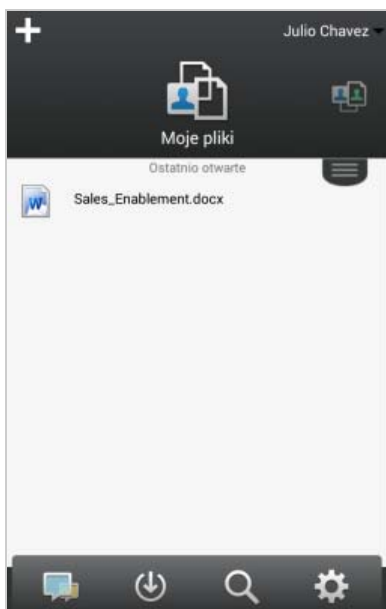 Julio Chavez
Moje pliki
Ostatnio otwarte
Sales_Enablement.docx